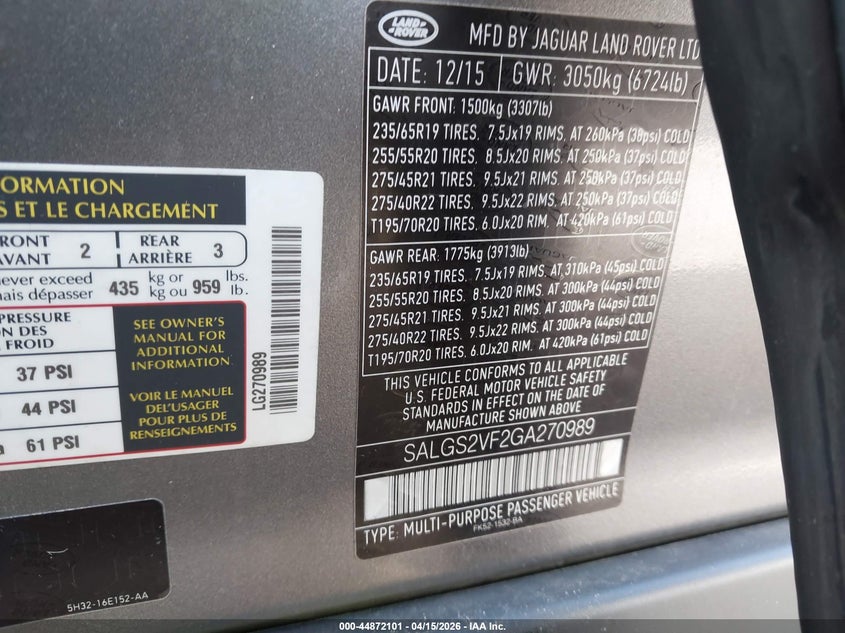 LAND
ROVER
MFD BY JAGUAR LAND ROVER LTD
DATE: 12/15
GWR: 3050kg (6724lb)
GAWR FRONT: 1500kg (3307lb)
235/65R19 TIRES. 7.5Jx19 RIMS. AT 260kPa (38psi) COLD
255/55R20 TIRES. 8.5Jx20 RIMS. AT 250kPa (37psi) COLD
275/45R21 TIRES. 9.5Jx21 RIMS. AT 250kPa (37psi) COLD
275/40R22 TIRES. 9.5Jx22 RIMS. AT 250kPa (37psi) COLD
T195/70R20 TIRES. 6.0Jx20 RIM. AT 420kPa (61psi) COLD
GAWR REAR: 1775kg (3913lb)
235/65R19 TIRES. 7.5Jx19 RIMS. AT 310kPa (45psi) COLD
255/55R20 TIRES. 8.5Jx20 RIMS. AT 300kPa (44psi) COLD
275/45R21 TIRES. 9.5Jx21 RIMS. AT 300kPa (44psi) COLD
275/40R22 TIRES. 9.5Jx22 RIMS. AT 300kPa (44psi) COLD
T195/70R20 TIRES. 6.0Jx20 RIM. AT 420kPa (61psi) COLD
THIS VEHICLE CONFORMS TO ALL APPLICABLE
U.S. FEDERAL MOTOR VEHICLE SAFETY
STANDARDS IN EFFECT ON THE DATE OF
MANUFACTURE SHOWN ABOVE
SALGS2VF2GA270989
TYPE: MULTI-PURPOSE PASSENGER VEHICLE
FK52-1532-BA
ORMATION
S ET LE CHARGEMENT
FRONT
AVANT
2
REAR
ARRIÈRE
3
never exceed
mais dépasser
435
kg or
kg ou
959
lbs.
lb.
PRESSURE
ION DES
FROID
37 PSI
44 PSI
61 PSI
SEE OWNER'S
MANUAL FOR
ADDITIONAL
INFORMATION
VOIR LE MANUEL
DE L'USAGER
POUR PLUS DE
RENSEIGNEMENTS
LG270989
5H32-16E152-AA
000-44872101 - 04/15/2026 - IAA Inc.